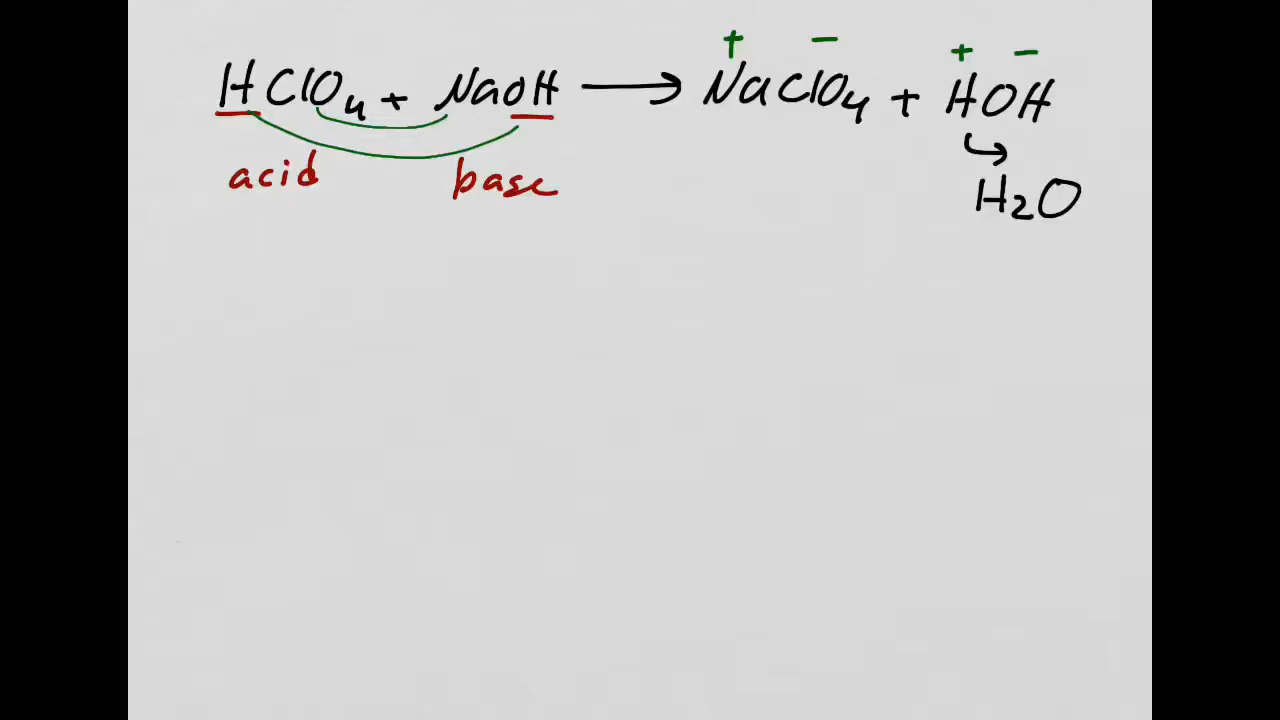 + − + −
HClO₄ + NaOH → NaClO₄ + HOH
acid base
H₂O